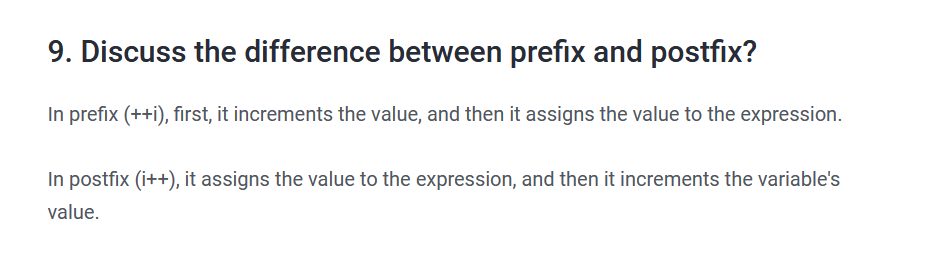 9. Discuss the difference between prefix and postfix?
In prefix (++i), first, it increments the value, and then it assigns the value to the expression.
In postfix (i++), it assigns the value to the expression, and then it increments the variable's
value.